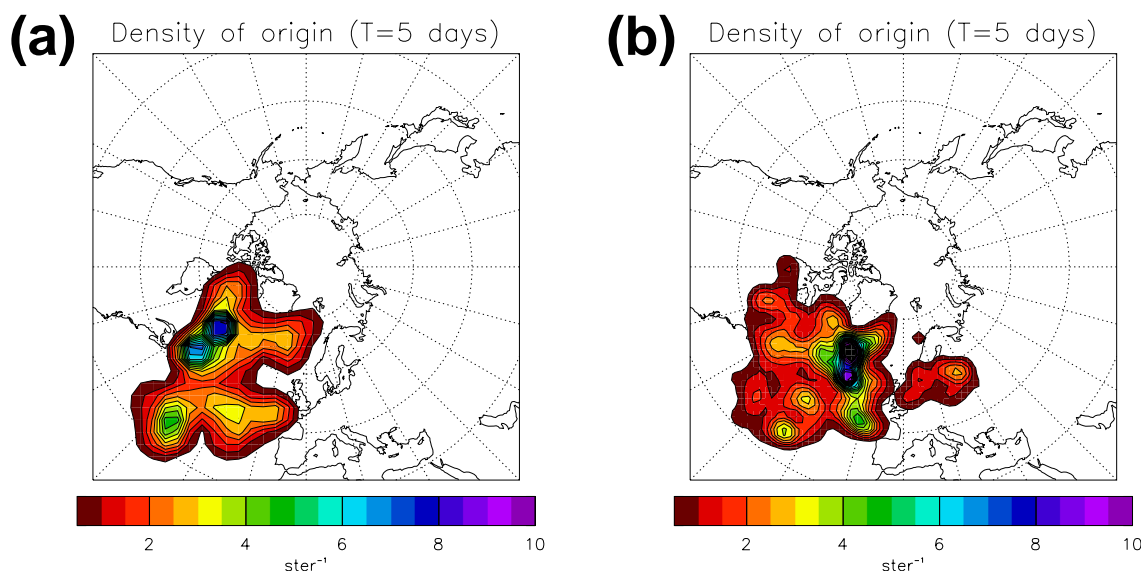 (a) Density of origin (T=5 days)
(b) Density of origin (T=5 days)
2 4 6 8 10
ster⁻¹
2 4 6 8 10
ster⁻¹